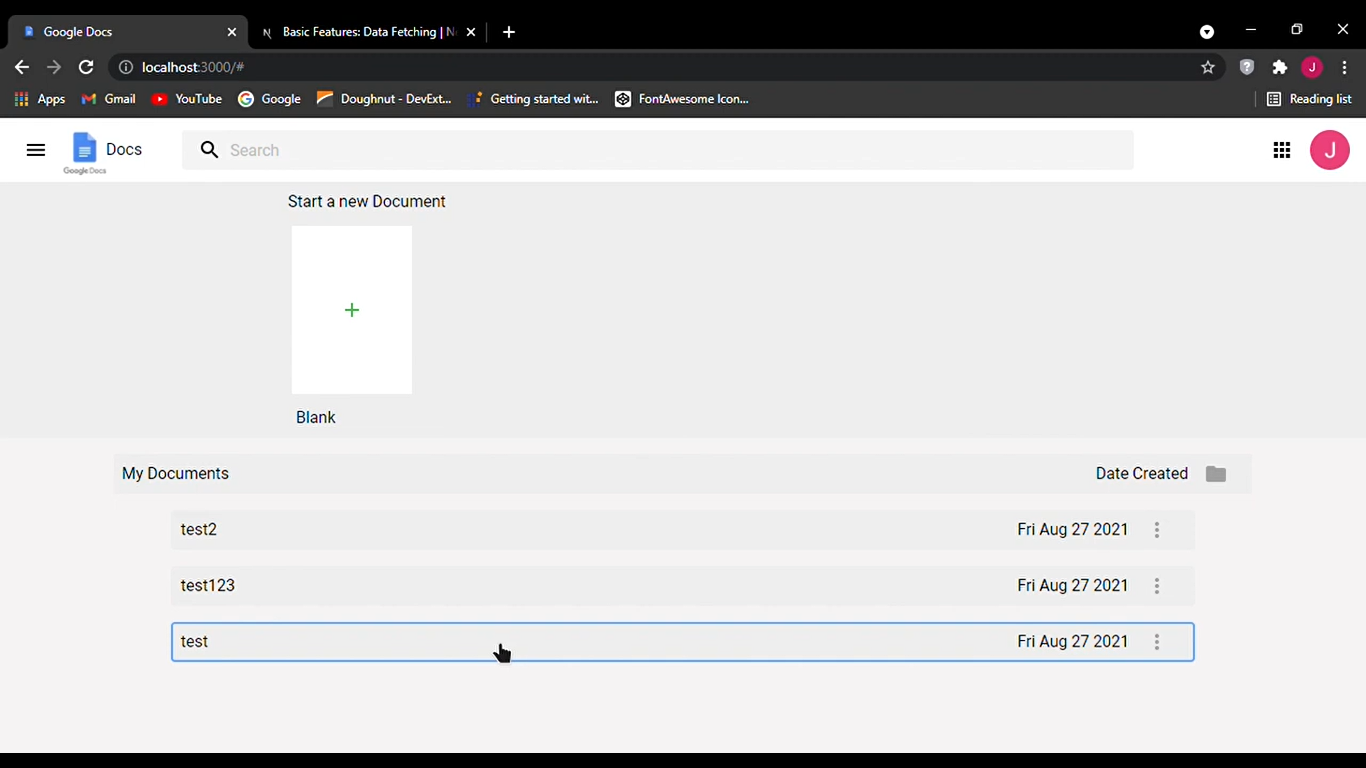 Google Docs
Basic Features: Data Fetching |
localhost:3000/#
Apps Gmail YouTube Google Doughnut - DevExt... Getting started wit... FontAwesome Icon... Reading list
J
Google Docs
Docs
Search
J
Start a new Document
Blank
My Documents Date Created
test2 Fri Aug 27 2021
test123 Fri Aug 27 2021
test Fri Aug 27 2021